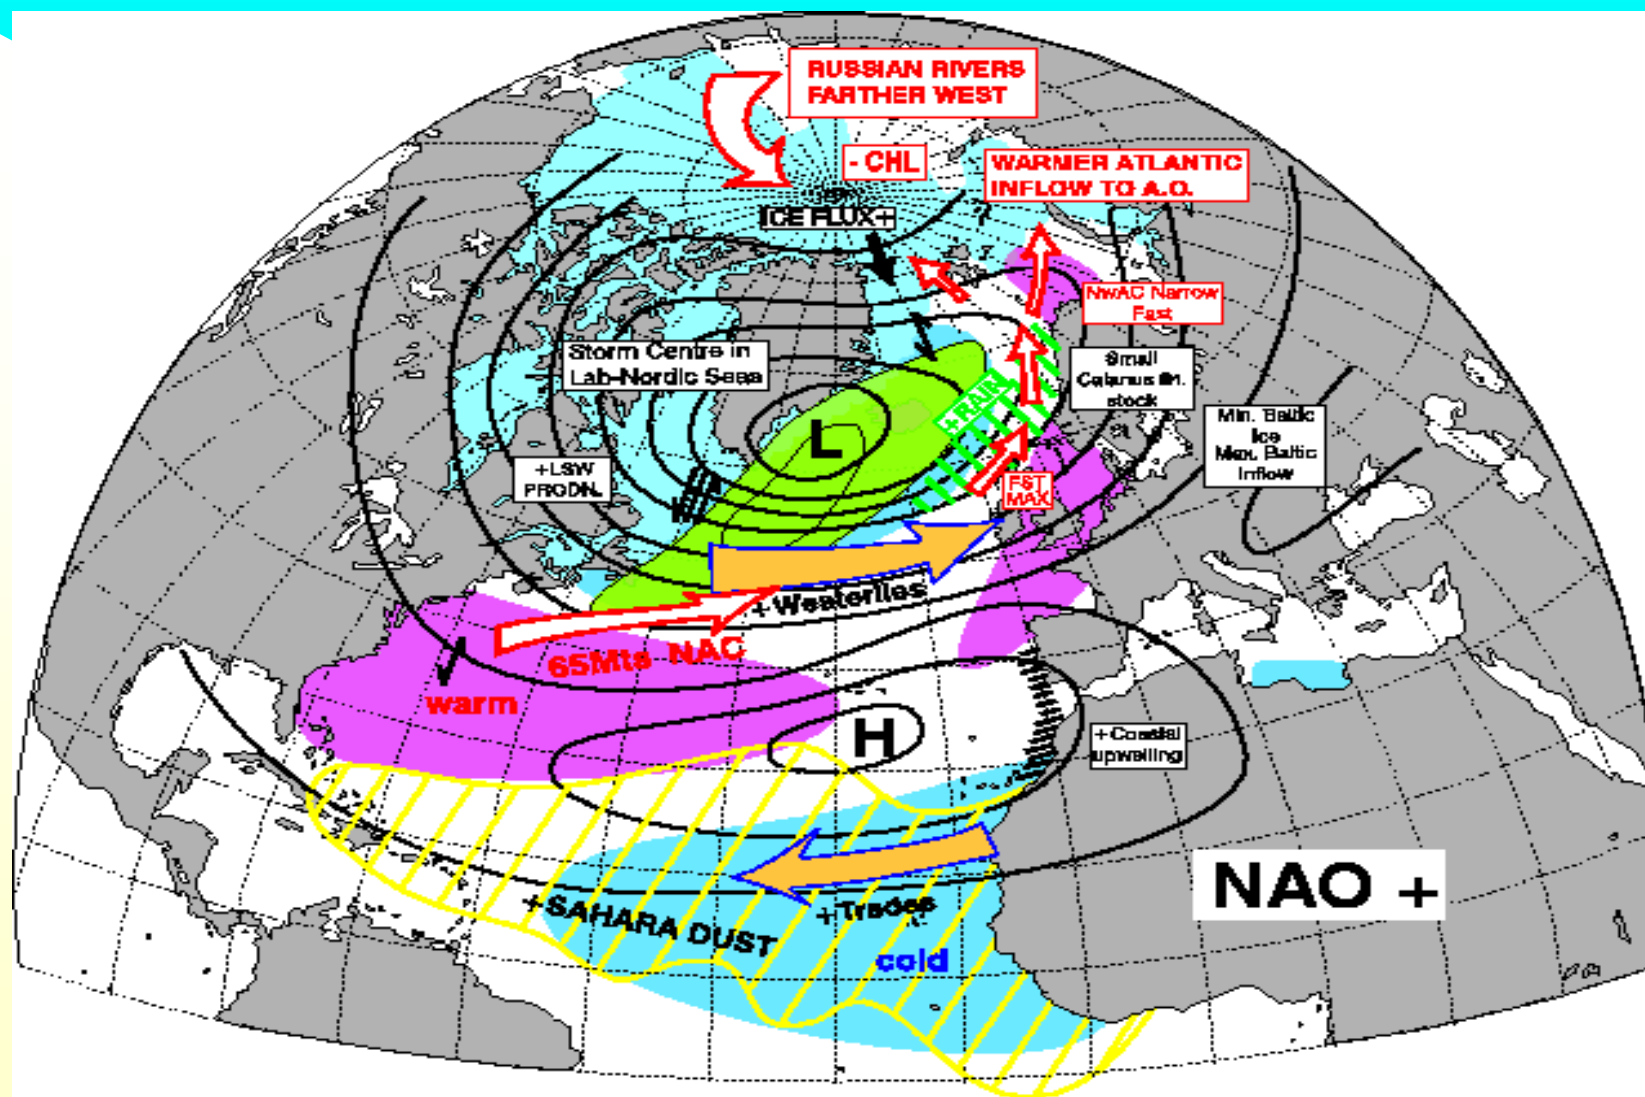 RUSSIAN RIVERS
FARTHER WEST
- CHL
WARMER ATLANTIC
INFLOW TO A.O.
ICE FLUX+
NwAC Narrow
Fast
Storm Centre in
Lab-Nordic Seas
Small
Calanus fin.
stock
+RAIN
L
Min. Baltic
Ice
Max. Baltic
Inflow
+LSW
PRODN.
FST
MAX
+Westerlies
65Mts NAC
warm
H
+Coastal
upwelling
NAO +
+SAHARA DUST
+Trades
cold